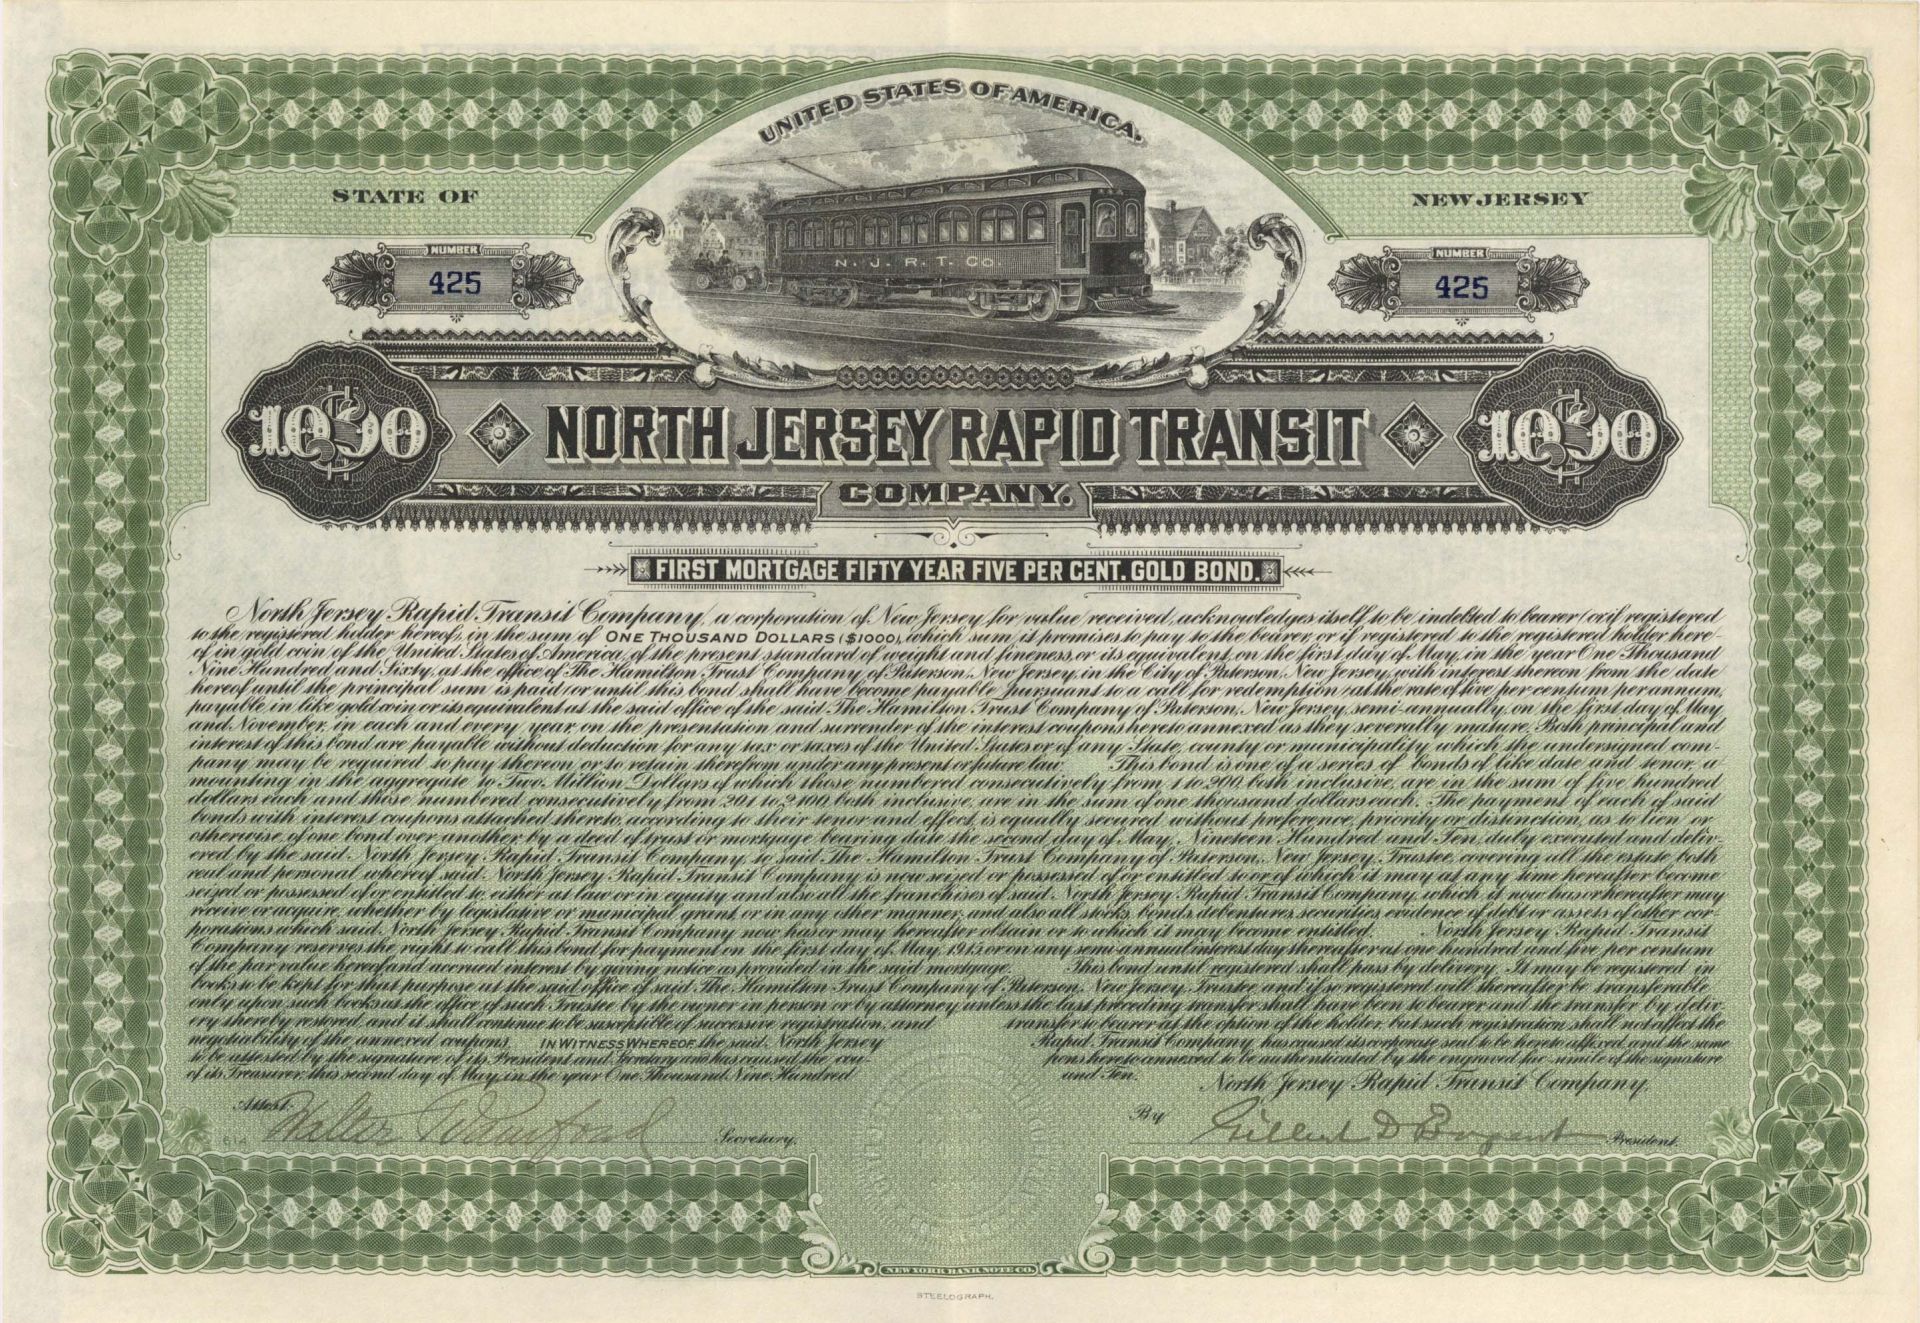 UNITED STATES OF AMERICA.
STATE OF
NEW JERSEY
NUMBER
425
NUMBER
425
N. J. R. T. CO.
1000
NORTH JERSEY RAPID TRANSIT
1000
COMPANY.
FIRST MORTGAGE FIFTY YEAR FIVE PER CENT. GOLD BOND.
North Jersey Rapid Transit Company, a corporation of New Jersey, for value received, acknowledges itself to be indebted to bearer (or if registered
to the registered holder hereof), in the sum of ONE THOUSAND DOLLARS ($1000), which sum it promises to pay to the bearer, or if registered to the registered holder here-
of in gold coin of the United States of America, of the present standard of weight and fineness, or its equivalent, on the first day of May, in the year One Thousand
Nine Hundred and Sixty, at the office of The Hamilton Trust Company of Paterson, New Jersey, in the City of Paterson, New Jersey, with interest thereon from the date
hereof until the principal sum is paid (or until this bond shall have become payable pursuant to a call for redemption) at the rate of five per centum per annum,
payable in like gold coin or its equivalent at the said office of the said The Hamilton Trust Company of Paterson, New Jersey, semi-annually, on the first day of May
and November, in each and every year, on the presentation and surrender of the interest coupons hereto annexed as they severally mature. Both principal and
interest of this bond are payable without deduction for any tax or taxes of the United States or of any State, county or municipality which the undersigned com-
pany may be required to pay thereon or to retain therefrom under any present or future law. This bond is one of a series of bonds of like date and tenor, a-
mounting in the aggregate to Two Million Dollars of which those numbered consecutively from 1 to 200, both inclusive, are in the sum of five hundred
dollars each and those numbered consecutively from 201 to 2100, both inclusive, are in the sum of one thousand dollars each. The payment of each of said
bonds with interest coupons attached thereto, according to their tenor and effect, is equally secured without preference, priority or distinction, as to lien or
otherwise, of one bond over another by a deed of trust or mortgage bearing date the second day of May, Nineteen Hundred and Ten, duly executed and deliv-
ered by the said North Jersey Rapid Transit Company, to said The Hamilton Trust Company of Paterson, New Jersey, Trustee, covering all the estate both
real and personal whereof said North Jersey Rapid Transit Company is now seized or possessed of or entitled to or of which it may at any time hereafter become
seized or possessed of or entitled to, either at law or in equity and also all the franchises of said North Jersey Rapid Transit Company which it now has or hereafter may
receive or acquire, whether by legislative or municipal grant or in any other manner; and also all stocks, bonds, debentures, securities, evidence of debt or assets of other cor-
porations which said North Jersey Rapid Transit Company now has or may hereafter obtain or to which it may become entitled. North Jersey Rapid Transit
Company reserves the right to call this bond for payment on the first day of May, 1915 or on any semi-annual interest day thereafter at one hundred and five per centum
of the par value hereof and accrued interest by giving notice as provided in the said mortgage. This bond until registered shall pass by delivery. It may be registered in
books to be kept for that purpose at the said office of said The Hamilton Trust Company of Paterson, New Jersey, Trustee, and if so registered will thereafter be transferable
only upon such books at the office of such Trustee by the owner in person or by attorney unless the last preceding transfer shall have been to bearer and the transfer by deliv-
ery thereby restored, and it shall continue to be susceptible of successive registration, and transfer to bearer at the option of the holder, but such registration shall not affect the
negotiability of the annexed coupons. IN WITNESS WHEREOF, the said North Jersey Rapid Transit Company has caused its corporate seal to be hereto affixed, and the same
to be attested by the signature of its President and Secretary and has caused the cou- pons hereto annexed to be authenticated by the engraved fac-simile of the signature
of its Treasurer, this second day of May, in the year One Thousand Nine Hundred and Ten.
North Jersey Rapid Transit Company.
Attest
614
Walter Secretary.
By
Gilbert D Bogart President.
NEW YORK BANK NOTE CO.
STEELOGRAPH.